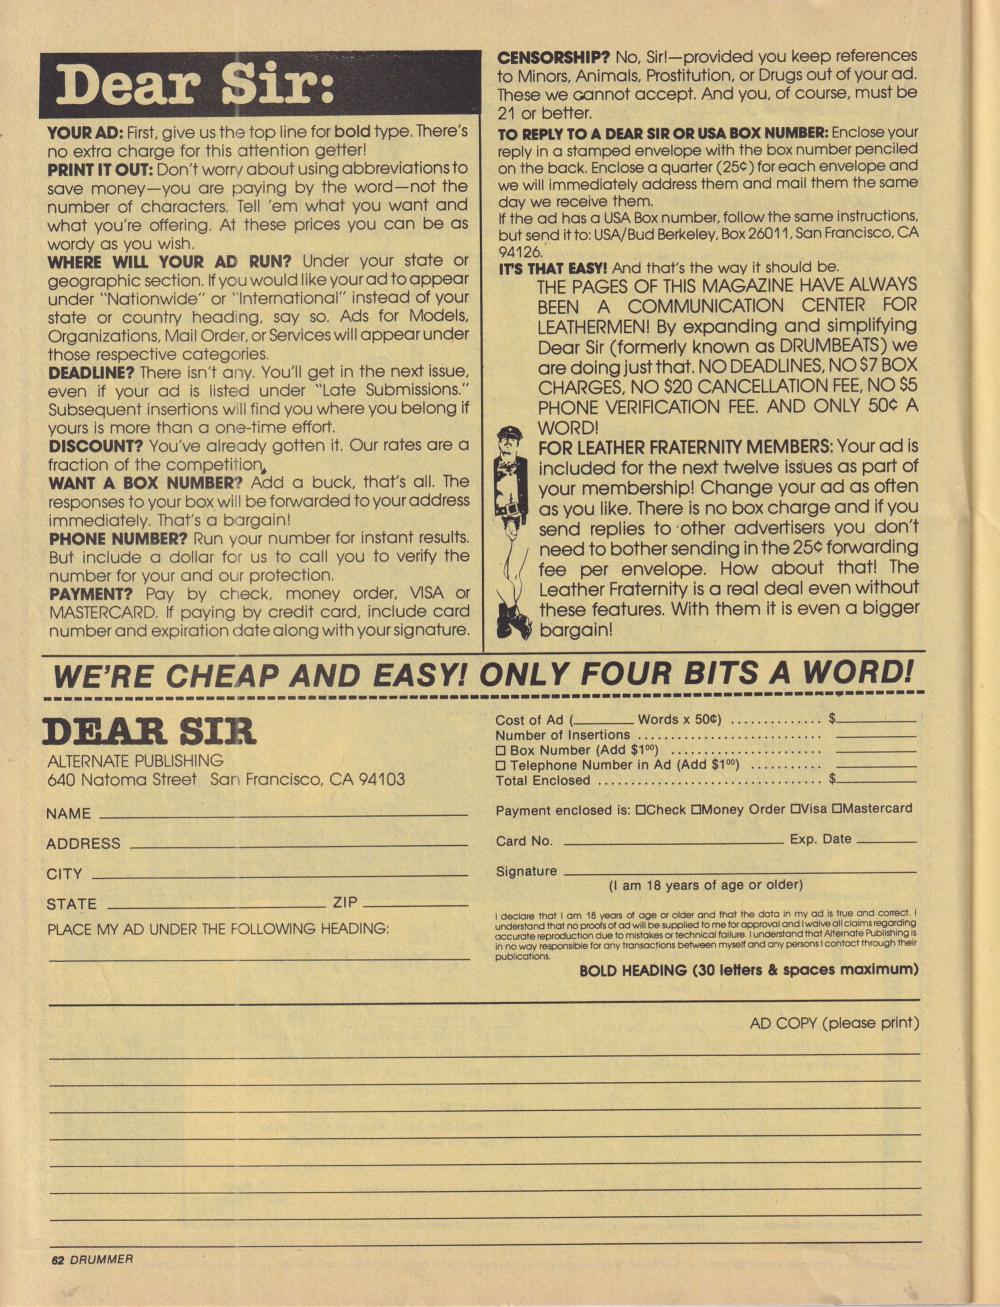 Dear Sir:
YOUR AD: First, give us the top line for bold type. There's
no extra charge for this attention getter!
PRINT IT OUT: Don't worry about using abbreviations to
save money—you are paying by the word—not the
number of characters. Tell 'em what you want and
what you're offering. At these prices you can be as
wordy as you wish.
WHERE WILL YOUR AD RUN? Under your state or
geographic section. If you would like your ad to appear
under "Nationwide" or "International" instead of your
state or country heading, say so. Ads for Models,
Organizations, Mail Order, or Services will appear under
those respective categories.
DEADLINE? There isn't any. You'll get in the next issue,
even if your ad is listed under "Late Submissions."
Subsequent insertions will find you where you belong if
yours is more than a one-time effort.
DISCOUNT? You've already gotten it. Our rates are a
fraction of the competition.
WANT A BOX NUMBER? Add a buck, that's all. The
responses to your box will be forwarded to your address
immediately. That's a bargain!
PHONE NUMBER? Run your number for instant results.
But include a dollar for us to call you to verify the
number for your and our protection.
PAYMENT? Pay by check, money order, VISA or
MASTERCARD. If paying by credit card, include card
number and expiration date along with your signature.
CENSORSHIP? No, Sir!—provided you keep references
to Minors, Animals, Prostitution, or Drugs out of your ad.
These we cannot accept. And you, of course, must be
21 or better.
TO REPLY TO A DEAR SIR OR USA BOX NUMBER: Enclose your
reply in a stamped envelope with the box number penciled
on the back. Enclose a quarter (25¢) for each envelope and
we will immediately address them and mail them the same
day we receive them.
If the ad has a USA Box number, follow the same instructions,
but send it to: USA/Bud Berkeley, Box 26011, San Francisco, CA
94126.
IT'S THAT EASY! And that's the way it should be.
THE PAGES OF THIS MAGAZINE HAVE ALWAYS
BEEN A COMMUNICATION CENTER FOR
LEATHERMEN! By expanding and simplifying
Dear Sir (formerly known as DRUMBEATS) we
are doing just that. NO DEADLINES, NO $7 BOX
CHARGES, NO $20 CANCELLATION FEE, NO $5
PHONE VERIFICATION FEE. AND ONLY 50¢ A
WORD!
FOR LEATHER FRATERNITY MEMBERS: Your ad is
included for the next twelve issues as part of
your membership! Change your ad as often
as you like. There is no box charge and if you
send replies to other advertisers you don't
need to bother sending in the 25¢ forwarding
fee per envelope. How about that! The
Leather Fraternity is a real deal even without
these features. With them it is even a bigger
bargain!
WE'RE CHEAP AND EASY! ONLY FOUR BITS A WORD!
DEAR SIR
ALTERNATE PUBLISHING
640 Natoma Street San Francisco, CA 94103
NAME
ADDRESS
CITY
STATE ZIP
PLACE MY AD UNDER THE FOLLOWING HEADING:
Cost of Ad (______ Words x 50¢) .............. $
Number of Insertions ............................
☐ Box Number (Add $1⁰⁰) ......................
☐ Telephone Number in Ad (Add $1⁰⁰) ...........
Total Enclosed .................................. $
Payment enclosed is: ☐Check ☐Money Order ☐Visa ☐Mastercard
Card No. Exp. Date
Signature
(I am 18 years of age or older)
I declare that I am 18 years of age or older and that the data in my ad is true and correct. I
understand that no proofs of ad will be supplied to me for approval and I waive all claims regarding
accurate reproduction due to mistakes or technical failure. I understand that Alternate Publishing is
in no way responsible for any transactions between myself and any persons I contact through their
publications.
BOLD HEADING (30 letters & spaces maximum)
AD COPY (please print)
62 DRUMMER